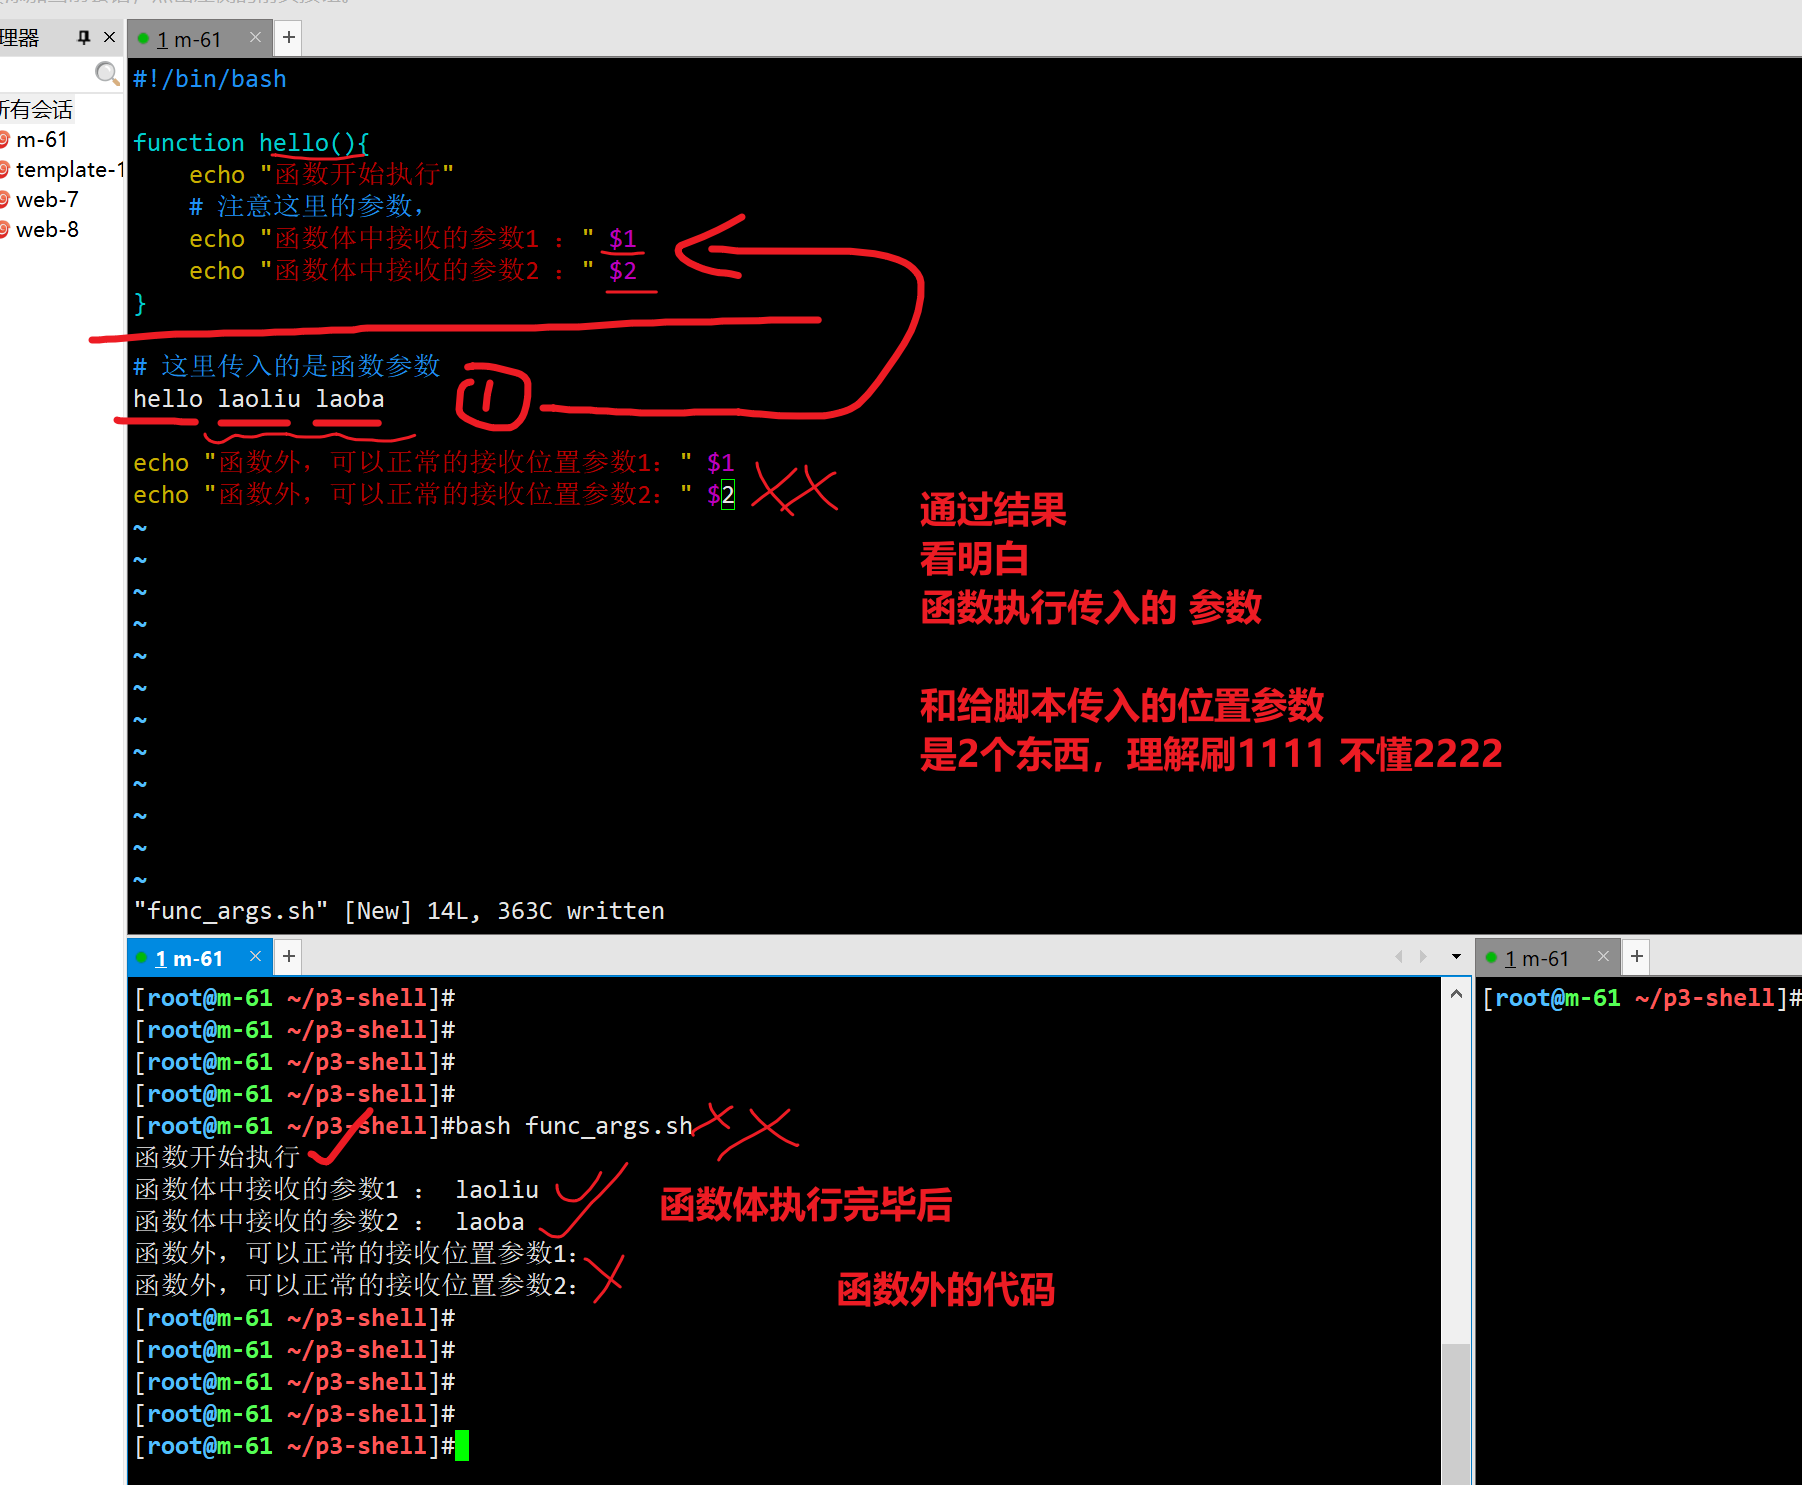 理器
1 m-61
所有会话
m-61
template-1
web-7
web-8
#!/bin/bash
function hello(){
    echo "函数开始执行"
    # 注意这里的参数，
    echo "函数体中接收的参数1 : " $1
    echo "函数体中接收的参数2 : " $2
}
# 这里传入的是函数参数
hello laoliu laoba
1
echo "函数外，可以正常的接收位置参数1：" $1
echo "函数外，可以正常的接收位置参数2：" $2
~
~
~
~
~
~
~
~
~
~
~
~
通过结果
看明白
函数执行传入的 参数
和给脚本传入的位置参数
是2个东西，理解刷1111 不懂2222
"func_args.sh" [New] 14L, 363C written
1 m-61
[root@m-61 ~/p3-shell]#
[root@m-61 ~/p3-shell]#
[root@m-61 ~/p3-shell]#
[root@m-61 ~/p3-shell]#
[root@m-61 ~/p3-shell]#bash func_args.sh
函数开始执行
函数体中接收的参数1 : laoliu
函数体中接收的参数2 : laoba
函数外，可以正常的接收位置参数1：
函数外，可以正常的接收位置参数2：
[root@m-61 ~/p3-shell]#
[root@m-61 ~/p3-shell]#
[root@m-61 ~/p3-shell]#
[root@m-61 ~/p3-shell]#
[root@m-61 ~/p3-shell]#
函数体执行完毕后
函数外的代码
1 m-61
[root@m-61 ~/p3-shell]#